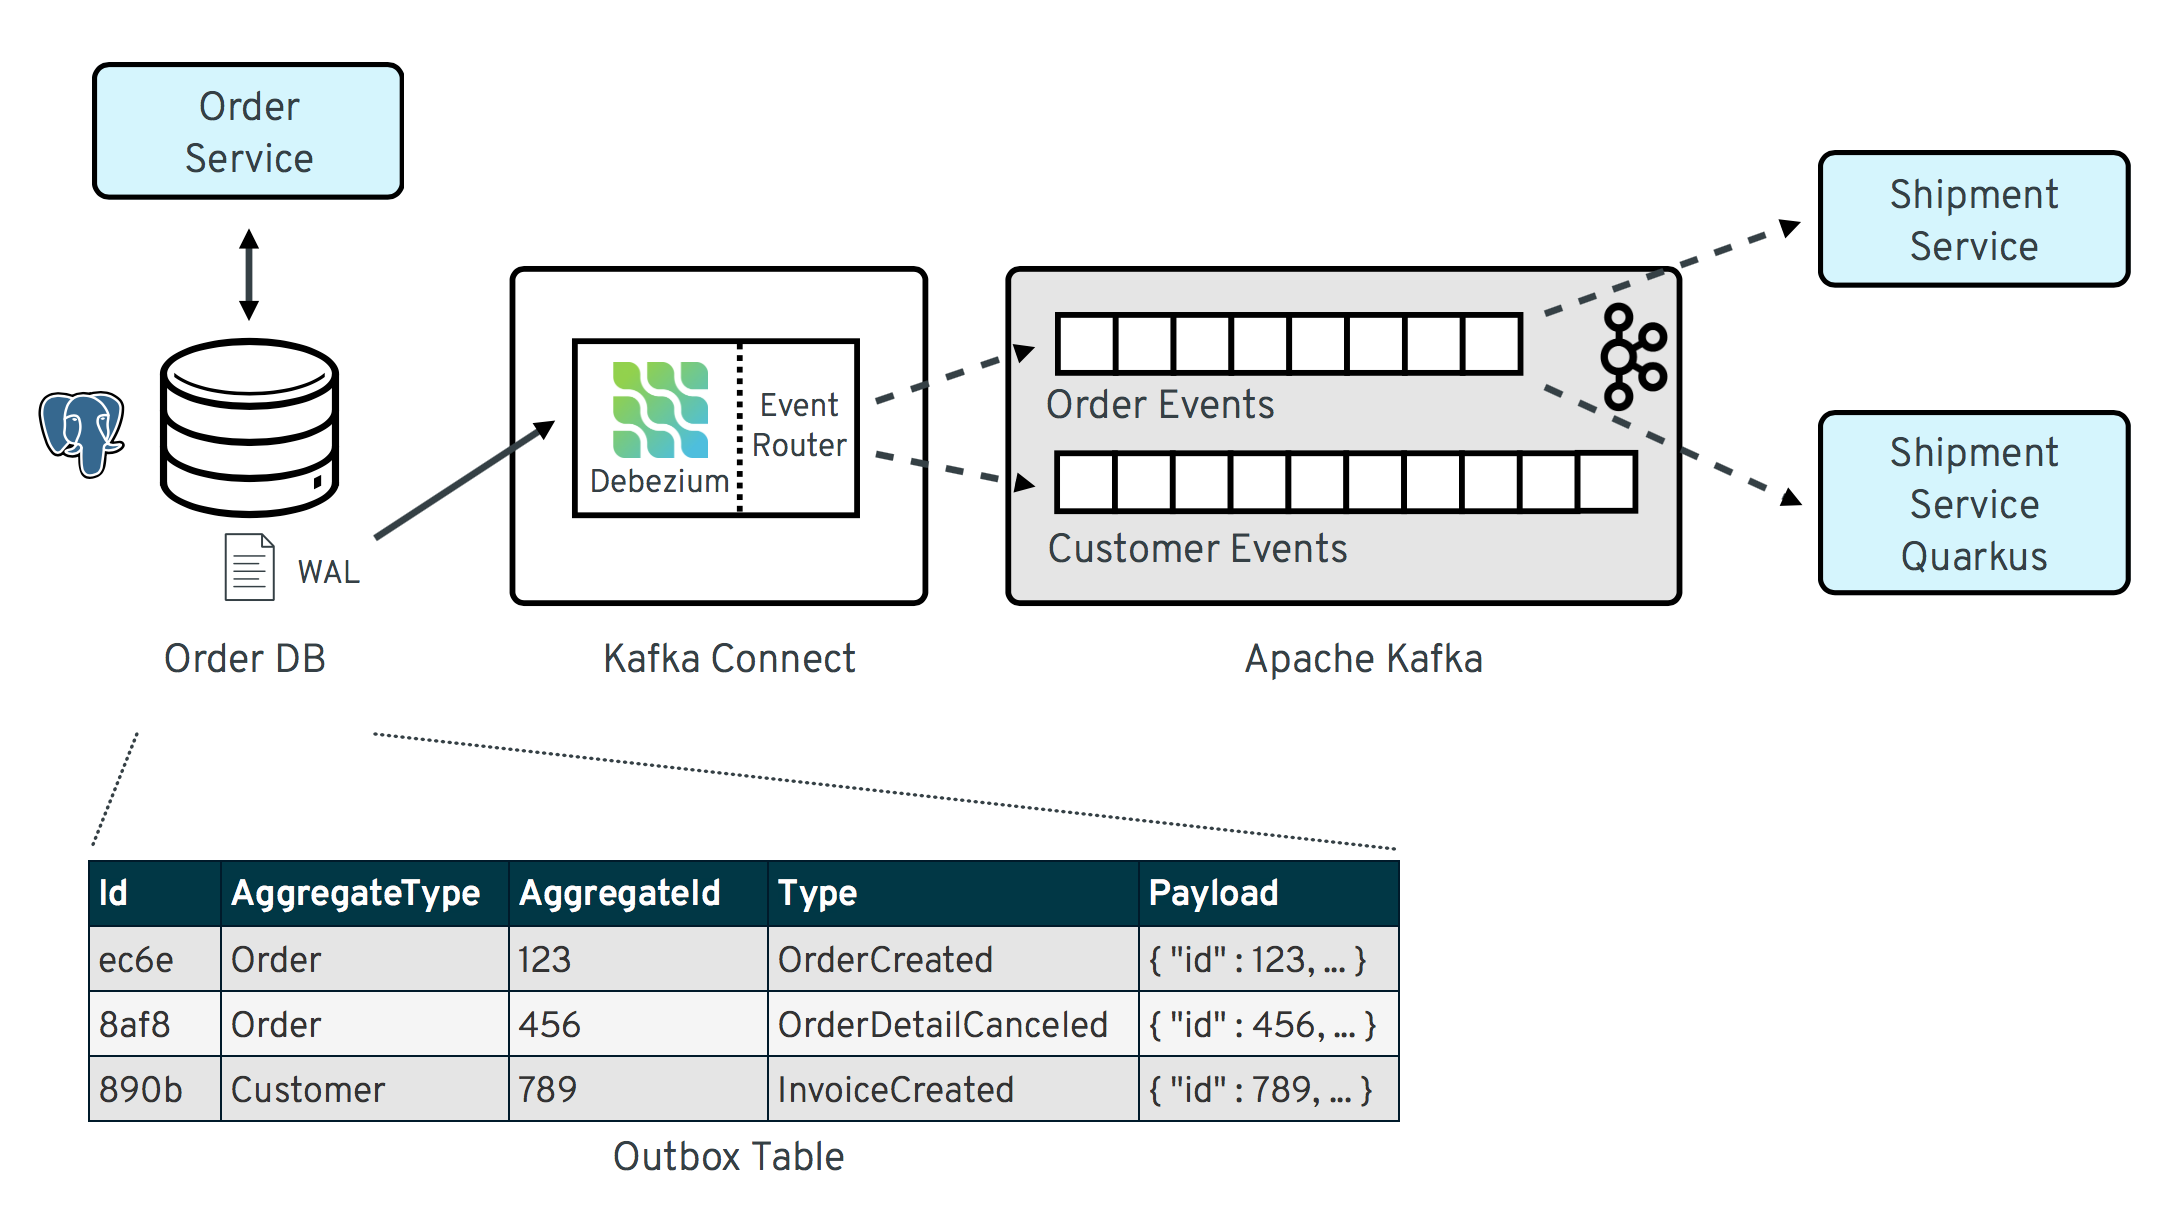 Order
Service
Shipment
Service
Event
Router
Debezium
Order Events
Customer Events
Shipment
Service
Quarkus
WAL
Order DB
Kafka Connect
Apache Kafka
Id AggregateType AggregateId Type Payload
ec6e Order 123 OrderCreated { "id" : 123, ... }
8af8 Order 456 OrderDetailCanceled { "id" : 456, ... }
890b Customer 789 InvoiceCreated { "id" : 789, ... }
Outbox Table